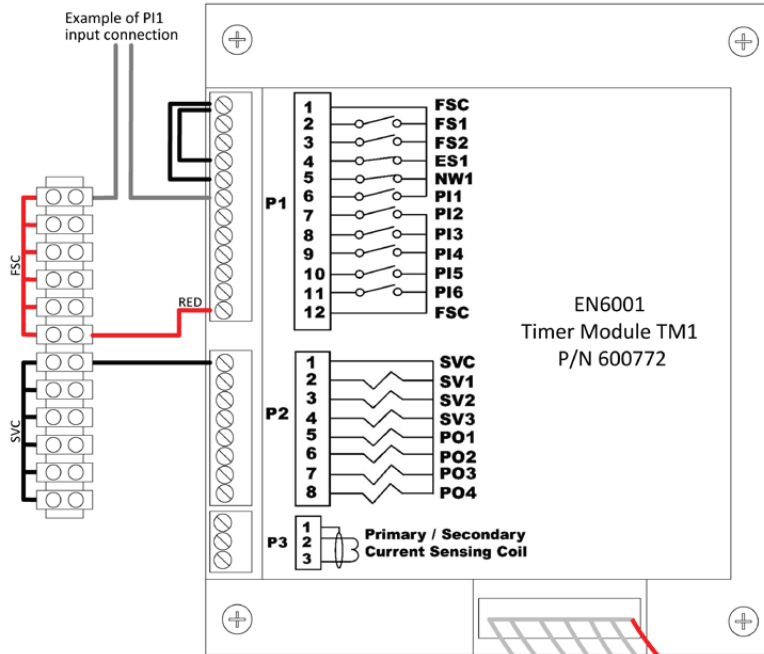 Example of PI1
input connection
FSC
RED
SVC
P1
1 FSC
2 FS1
3 FS2
4 ES1
5 NW1
6 PI1
7 PI2
8 PI3
9 PI4
10 PI5
11 PI6
12 FSC
P2
1 SVC
2 SV1
3 SV2
4 SV3
5 PO1
6 PO2
7 PO3
8 PO4
P3
1
2
3
Primary / Secondary
Current Sensing Coil
EN6001
Timer Module TM1
P/N 600772